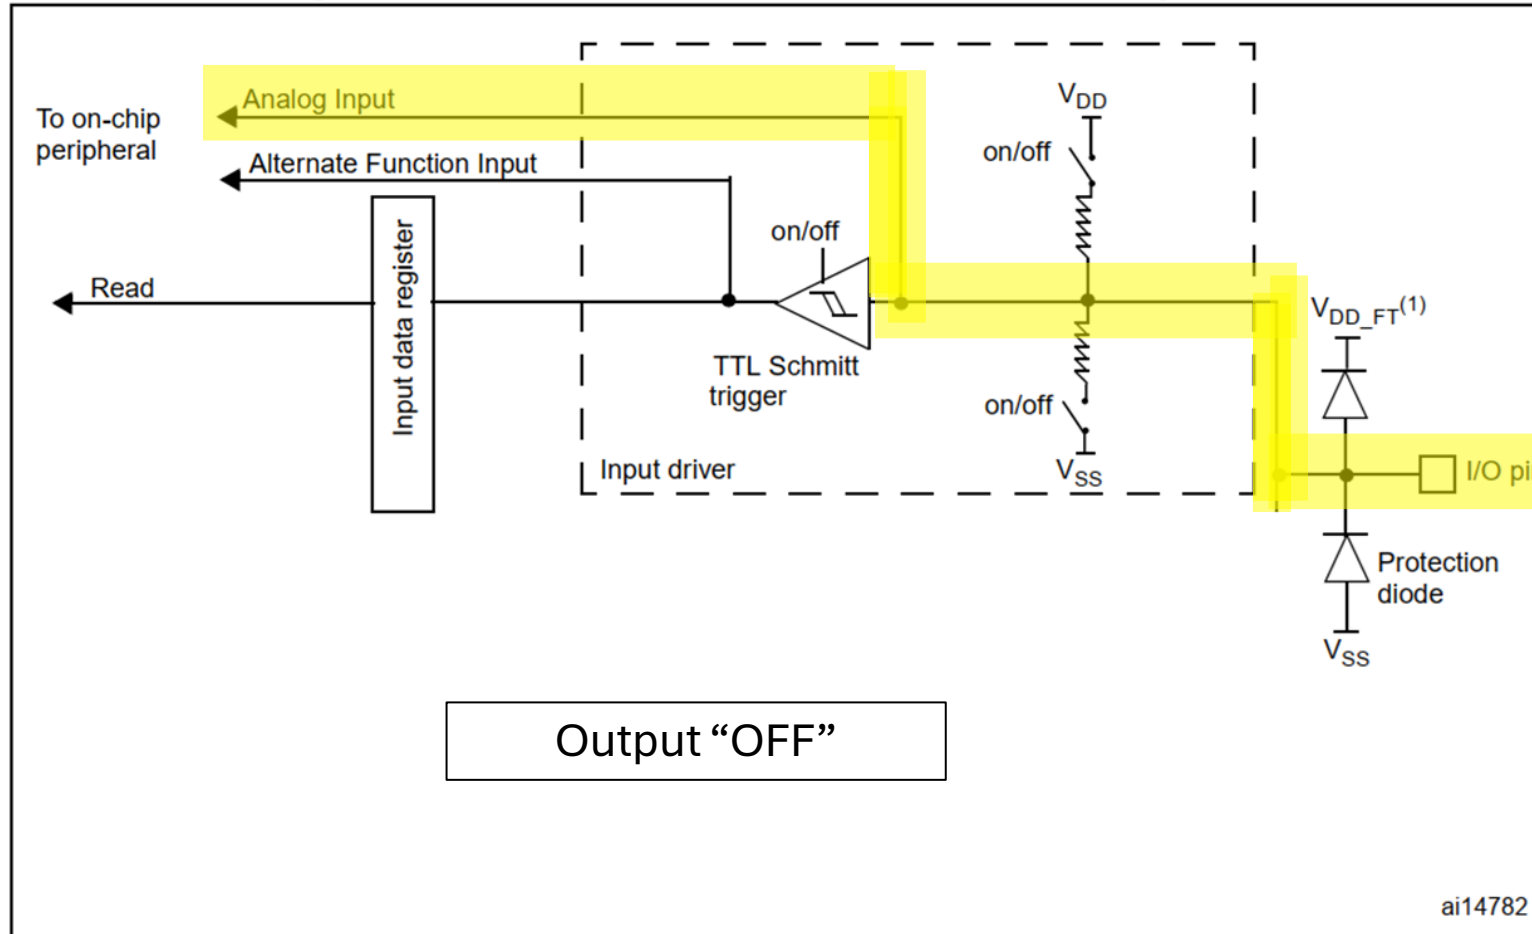 Analog Input
To on-chip
peripheral
Alternate Function Input
Read
Input data register
on/off
TTL Schmitt
trigger
Input driver
VDD
on/off
on/off
VSS
VDD_FT(1)
I/O
Protection
diode
VSS
Output “OFF”
ai14782